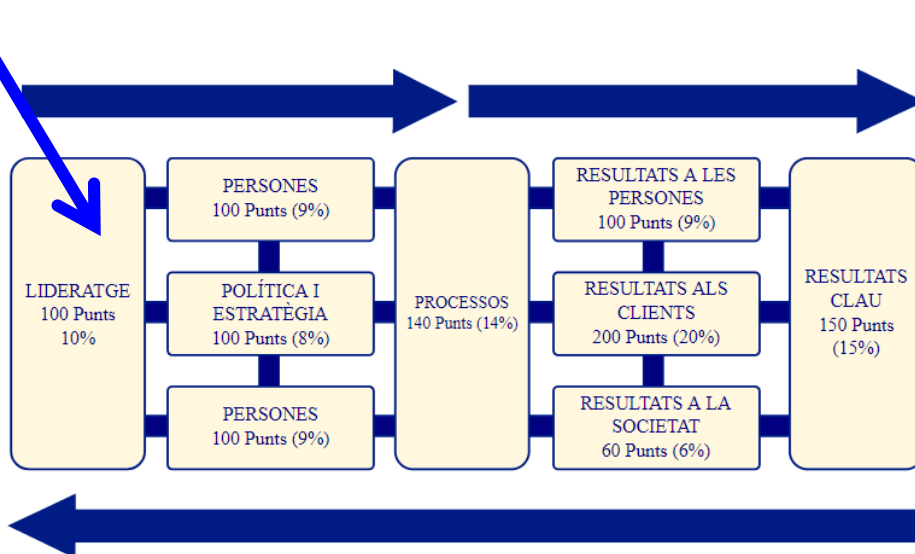 LIDERATGE
100 Punts
10%
PERSONES
100 Punts (9%)
POLÍTICA I
ESTRATÈGIA
100 Punts (8%)
PERSONES
100 Punts (9%)
PROCESSOS
140 Punts (14%)
RESULTATS A LES
PERSONES
100 Punts (9%)
RESULTATS ALS
CLIENTS
200 Punts (20%)
RESULTATS A LA
SOCIETAT
60 Punts (6%)
RESULTATS
CLAU
150 Punts
(15%)